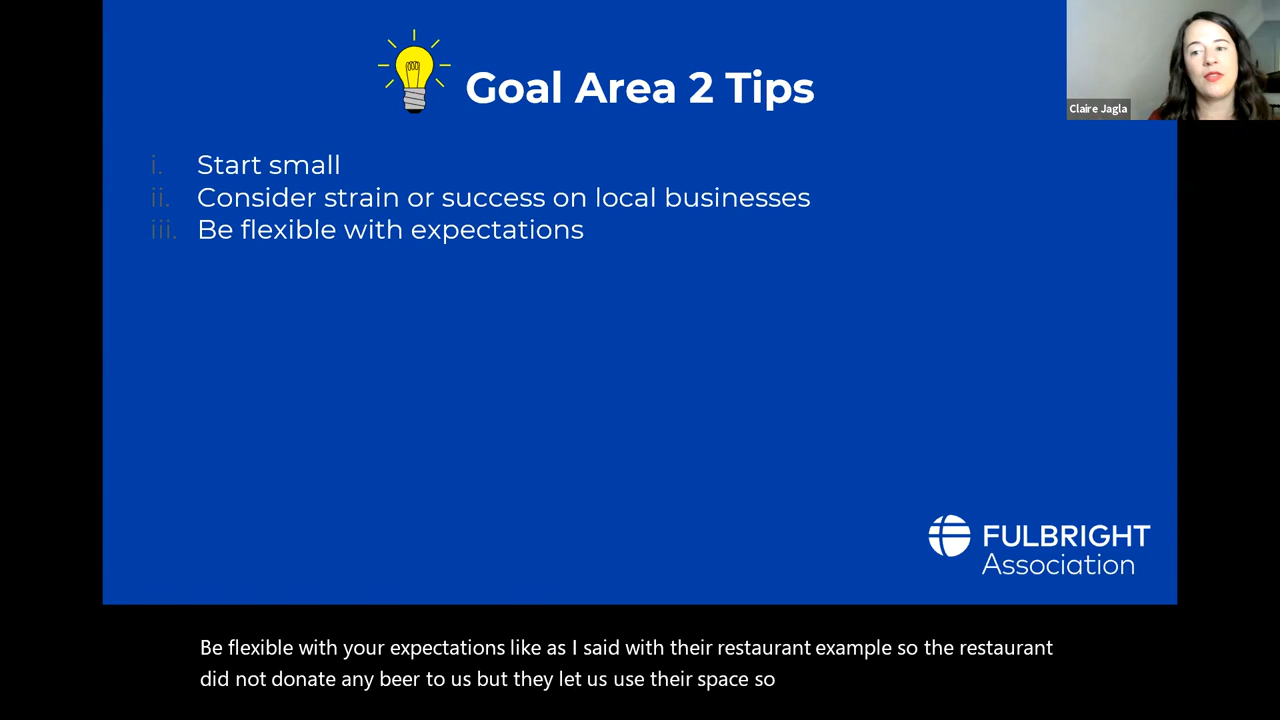 Goal Area 2 Tips
Claire Jagla
i. Start small
ii. Consider strain or success on local businesses
iii. Be flexible with expectations
FULBRIGHT
Association
Be flexible with your expectations like as I said with their restaurant example so the restaurant
did not donate any beer to us but they let us use their space so